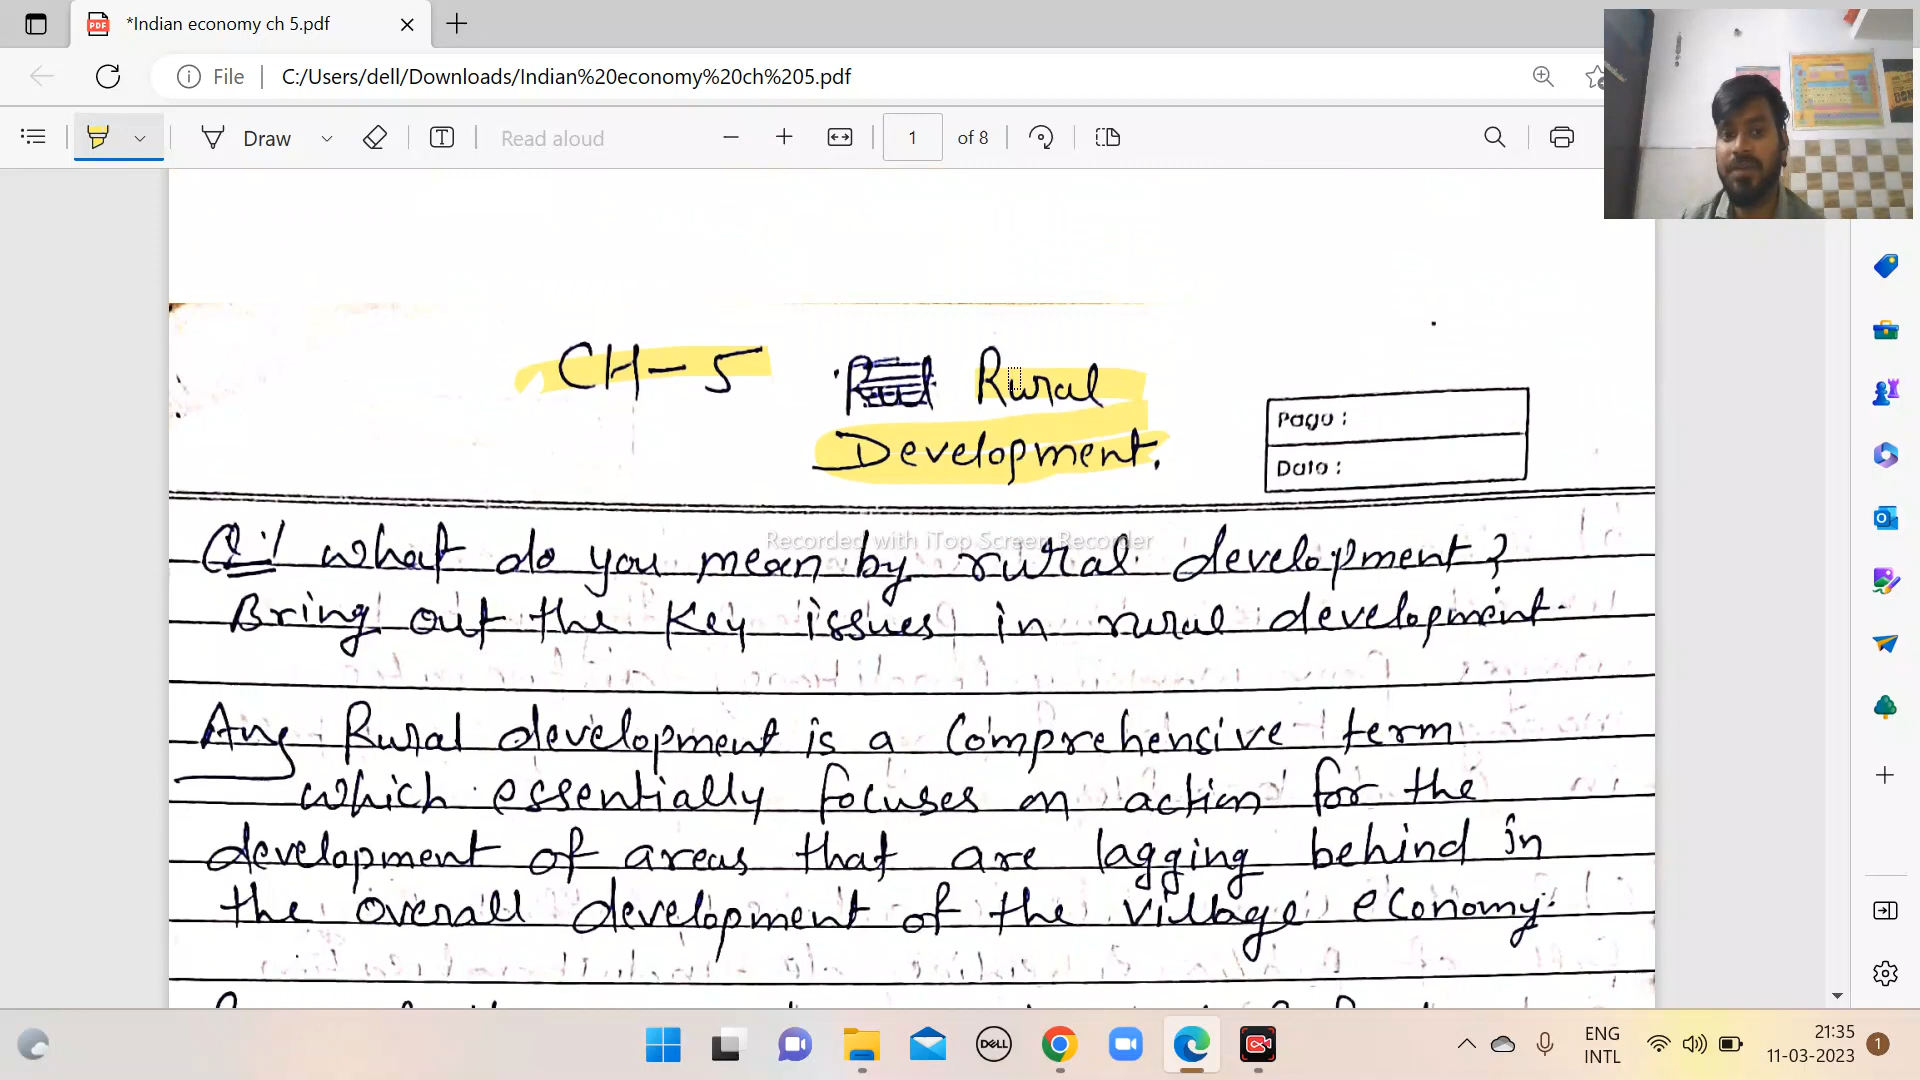 *Indian economy ch 5.pdf
File C:/Users/dell/Downloads/Indian%20economy%20ch%205.pdf
Draw Read aloud 1 of 8
CH-5 Rural
Development.
Page :
Date :
Q:1 what do you mean by rural development?
Recorded with iTop Screen Recorder
Bring out the Key issues in rural development.
Ans Rural development is a comprehensive term
which essentially focuses on action for the
development of areas that are lagging behind in
the overall development of the village economy.
DELL
ENG
INTL
21:35
11-03-2023
1